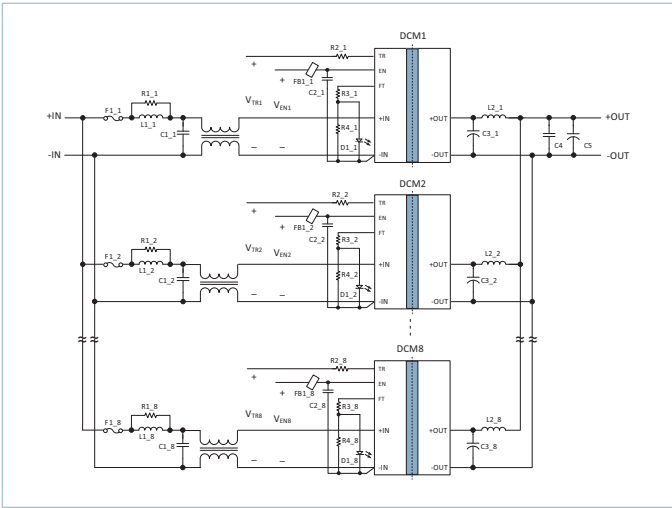 DCM1
R2_1
TR
+
EN
+
FB1_1
FT
C2_1
R3_1
R1_1
F1_1
L1_1
VTR1
VEN1
+IN
+IN
+OUT
L2_1
+OUT
C1_1
R4_1
C3_1
C4
C5
-IN
–
–
D1_1
-IN
-OUT
-OUT
DCM2
R2_2
TR
+
EN
+
FB1_2
FT
C2_2
R3_2
R1_2
F1_2
L1_2
VTR2
VEN2
+IN
+OUT
L2_2
C1_2
R4_2
C3_2
D1_2
–
–
-IN
-OUT
DCM8
R2_8
TR
+
EN
+
FB1_8
FT
C2_8
R3_8
R1_8
F1_8
L1_8
VTR8
VEN8
+IN
+OUT
L2_8
C1_8
R4_8
C3_8
D1_8
–
–
-IN
-OUT